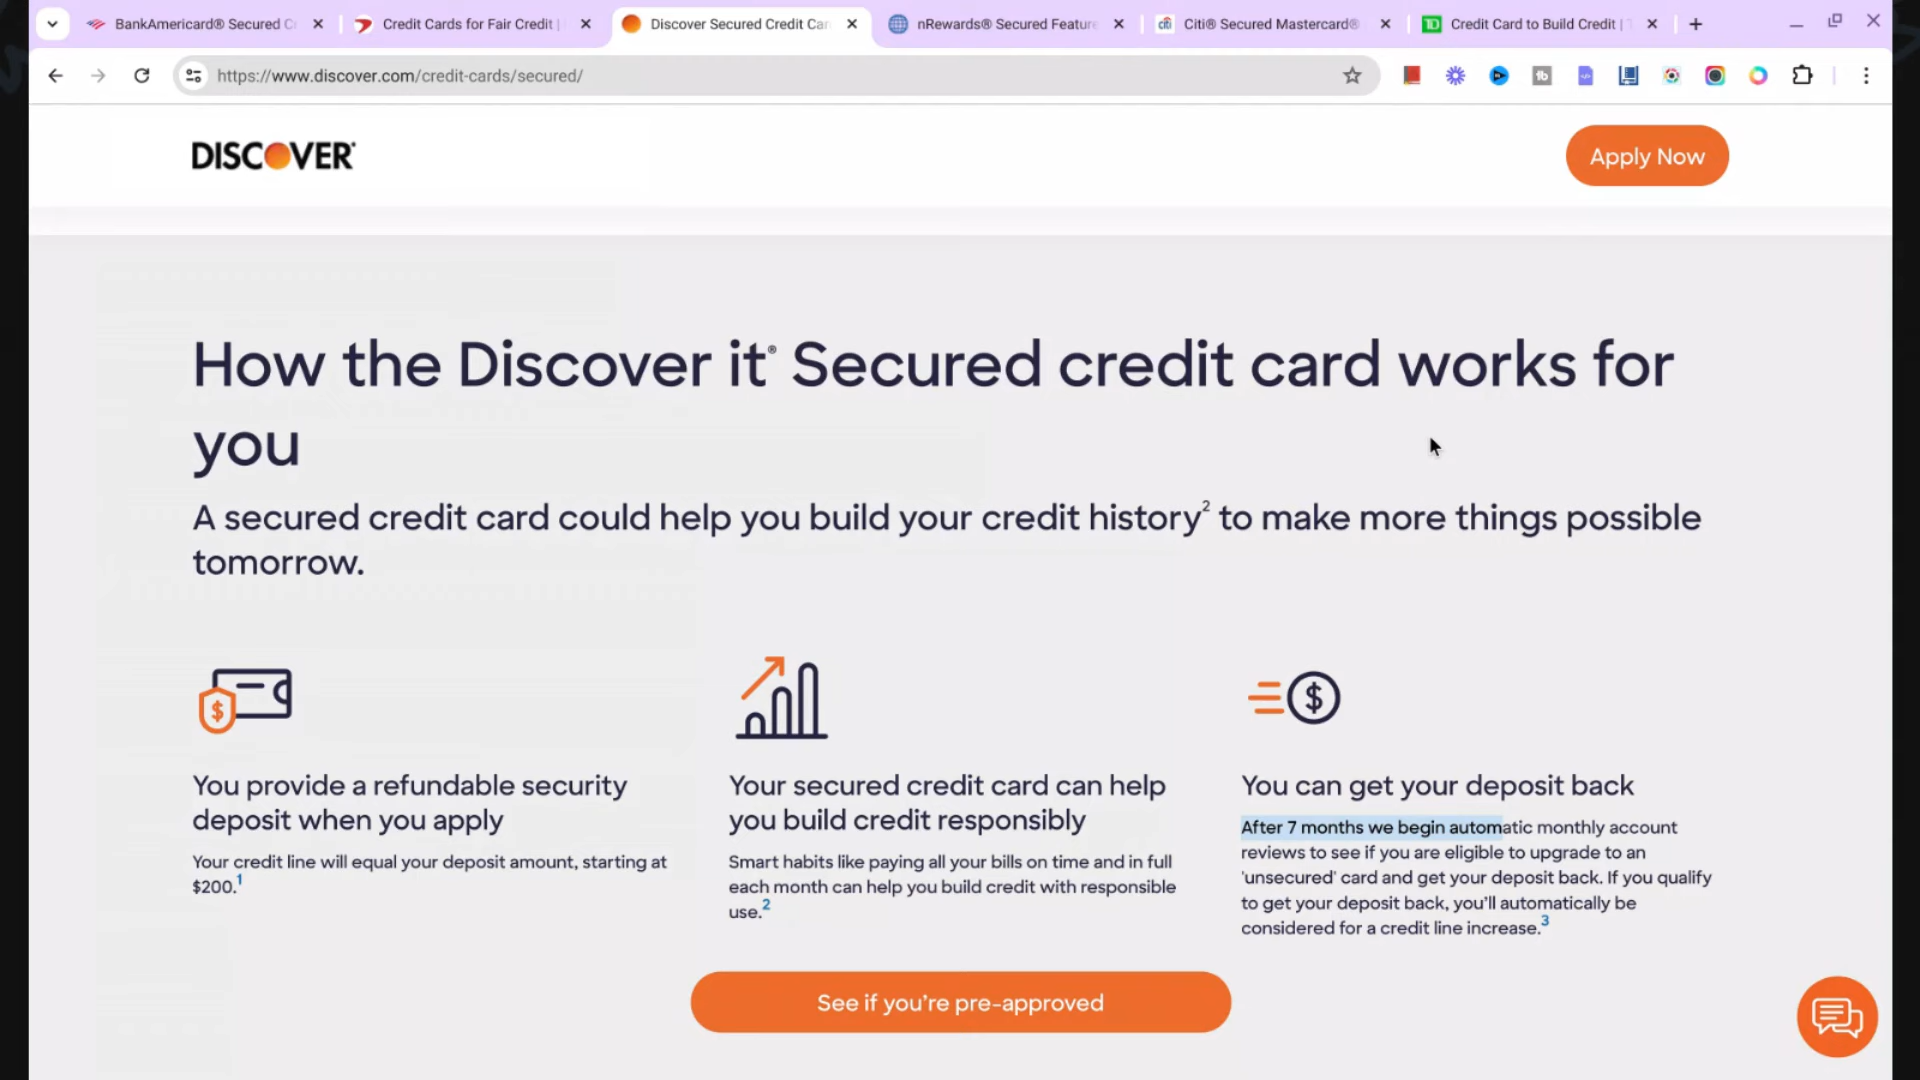 BankAmericard® Secured C
Credit Cards for Fair Credit |
Discover Secured Credit Car
nRewards® Secured Feature
citi
Citi® Secured Mastercard®
TD
Credit Card to Build Credit |
https://www.discover.com/credit-cards/secured/
DISCOVER
Apply Now
How the Discover it® Secured credit card works for
you
A secured credit card could help you build your credit history2 to make more things possible
tomorrow.
You provide a refundable security
deposit when you apply
Your credit line will equal your deposit amount, starting at
$200.1
Your secured credit card can help
you build credit responsibly
Smart habits like paying all your bills on time and in full
each month can help you build credit with responsible
use.2
You can get your deposit back
After 7 months we begin automatic monthly account
reviews to see if you are eligible to upgrade to an
'unsecured' card and get your deposit back. If you qualify
to get your deposit back, you'll automatically be
considered for a credit line increase.3
See if you're pre-approved